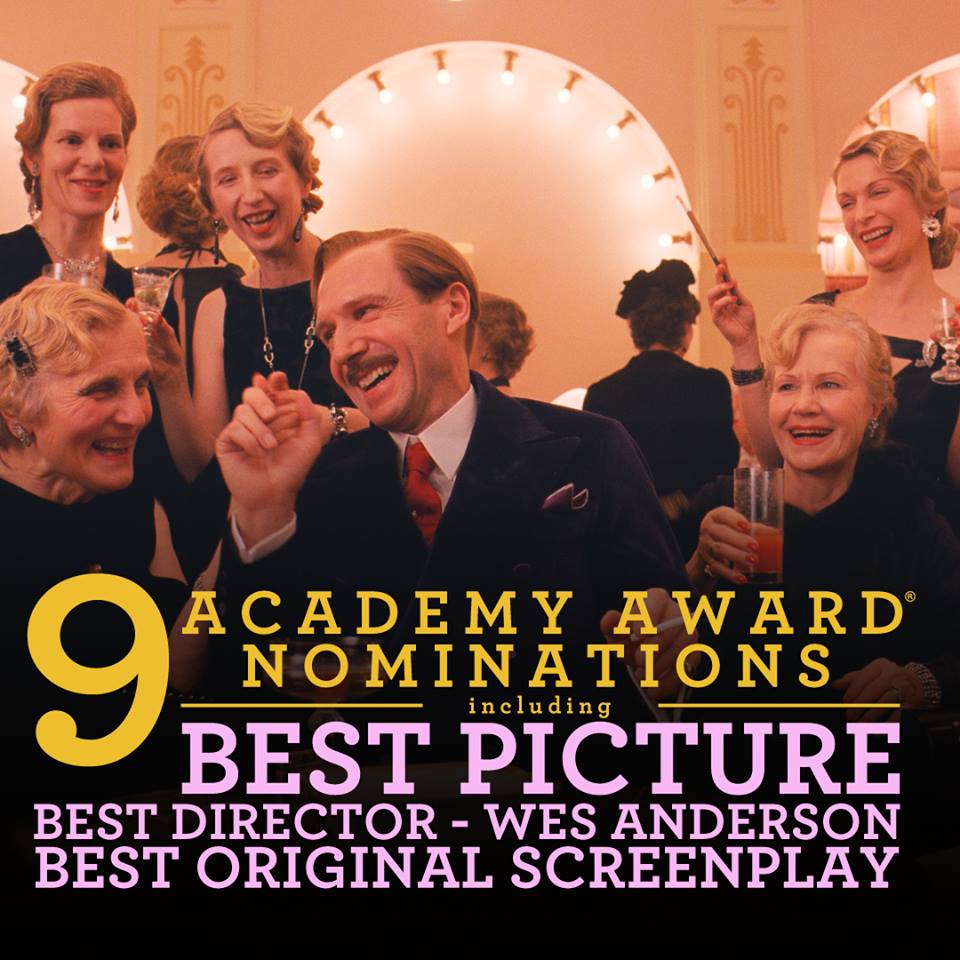 9 ACADEMY AWARD®
NOMINATIONS
including
BEST PICTURE
BEST DIRECTOR - WES ANDERSON
BEST ORIGINAL SCREENPLAY